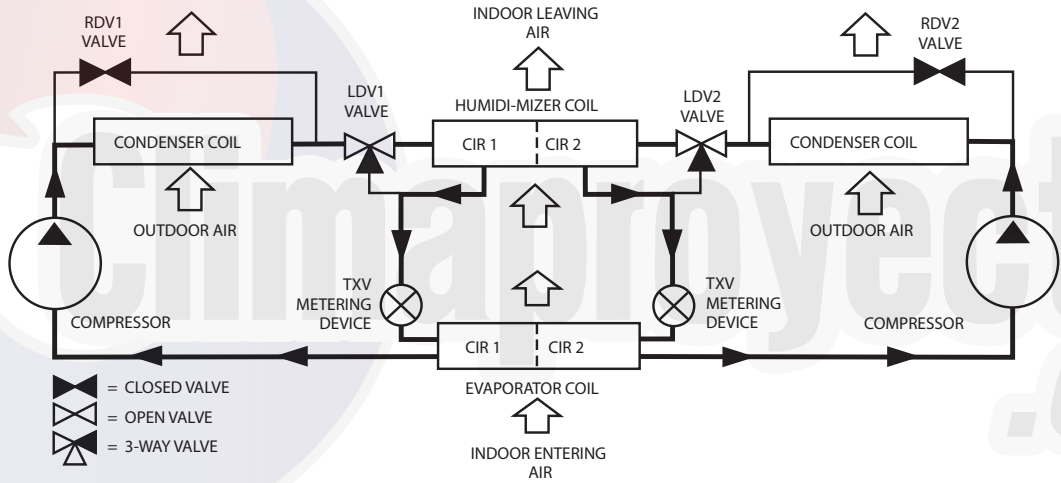 RDV1
VALVE
INDOOR LEAVING
AIR
RDV2
VALVE
LDV1
VALVE
HUMIDI-MIZER COIL
LDV2
VALVE
CONDENSER COIL
CIR 1
CIR 2
CONDENSER COIL
OUTDOOR AIR
OUTDOOR AIR
Climaproyect
TXV
METERING
DEVICE
TXV
METERING
DEVICE
COMPRESSOR
COMPRESSOR
CIR 1
CIR 2
EVAPORATOR COIL
= CLOSED VALVE
= OPEN VALVE
= 3-WAY VALVE
INDOOR ENTERING
AIR